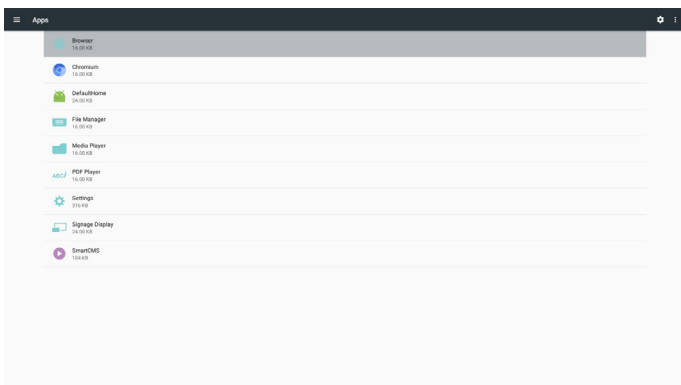 Apps
Browser
16.00 KB
Chromium
16.00 KB
DefaultHome
24.00 KB
File Manager
16.00 KB
Media Player
16.00 KB
ABC
PDF Player
16.00 KB
Settings
316 KB
Signage Display
24.00 KB
SmartCMS
104 KB